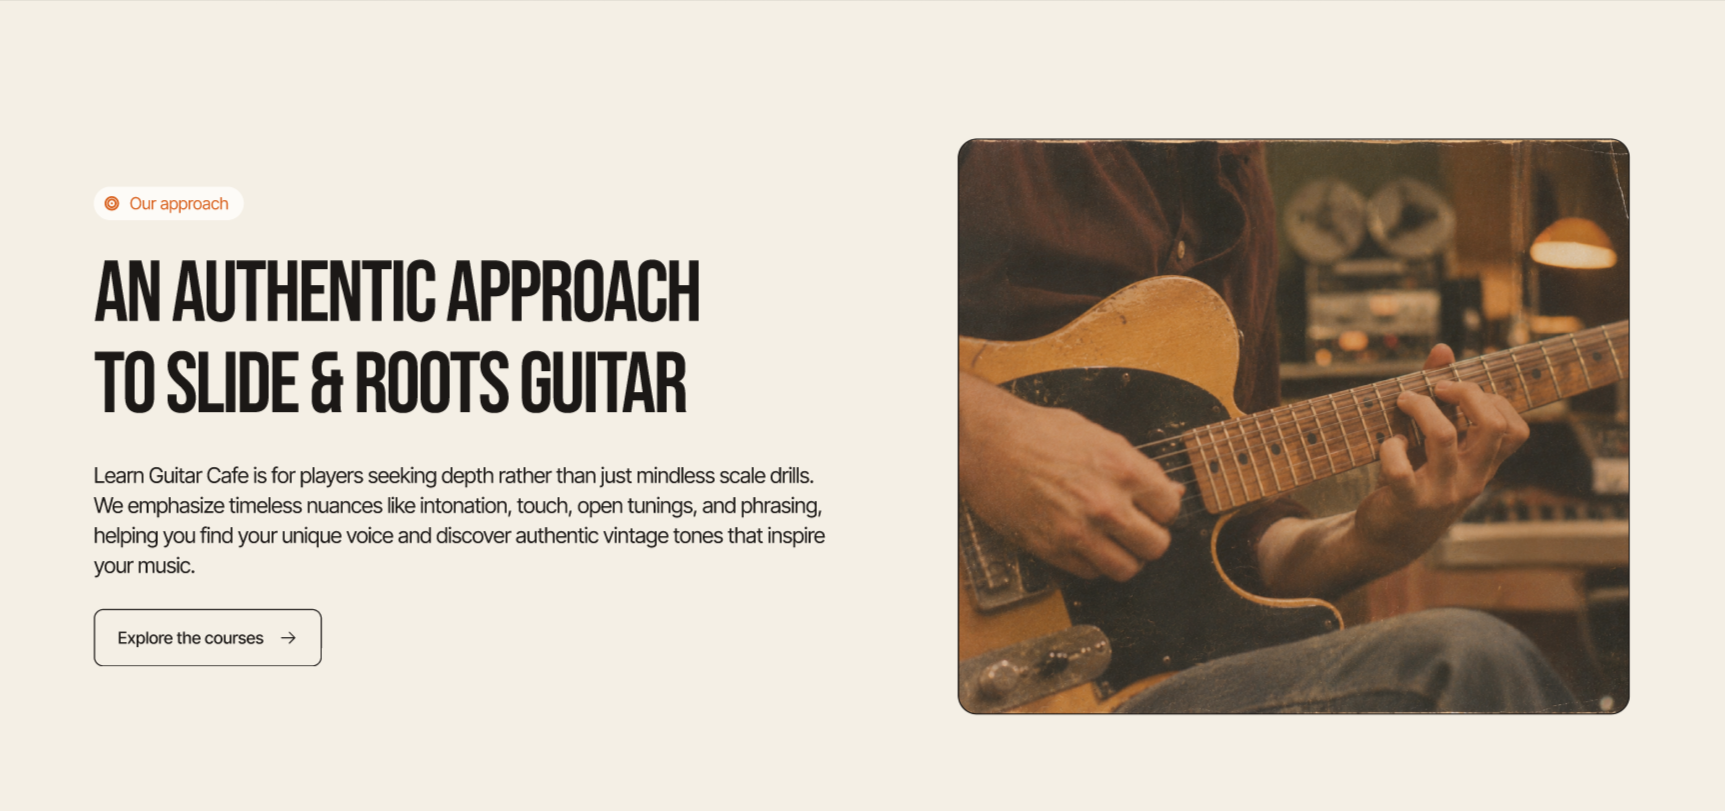 Our approach
AN AUTHENTIC APPROACH
TO SLIDE & ROOTS GUITAR
Learn Guitar Cafe is for players seeking depth rather than just mindless scale drills.
We emphasize timeless nuances like intonation, touch, open tunings, and phrasing,
helping you find your unique voice and discover authentic vintage tones that inspire
your music.
Explore the courses →